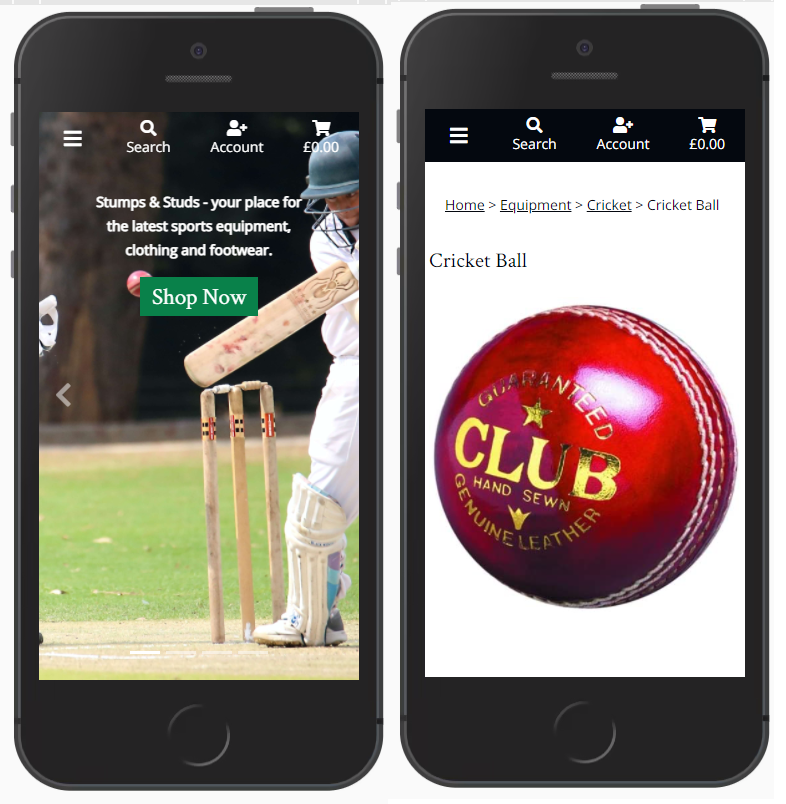 Search Account £0.00
Stumps & Studs - your place for
the latest sports equipment,
clothing and footwear.
Shop Now
Search Account £0.00
Home > Equipment > Cricket > Cricket Ball
Cricket Ball
GUARANTEED
CLUB
HAND SEWN
GENUINE LEATHER